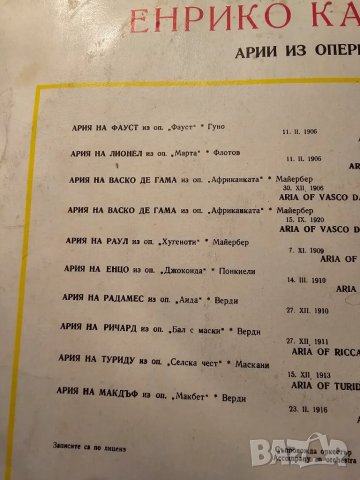 ЕНРИКО КА
АРИИ ИЗ ОПЕР
АРИЯ НА ФАУСТ из оп. „Фауст“ * Гуно
11. II. 1906
АРИЯ НА ЛИОНЕЛ из оп. „Марта“ * Флотов
11. II. 1906
АРИЯ НА ВАСКО ДЕ ГАМА из оп. „Африканката“ * Майербер
30. XII. 1906
ARIA OF VASCO D
АРИЯ НА ВАСКО ДЕ ГАМА из оп. „Африканката“ * Майербер
15. IX. 1920
ARIA OF VASCO DA
АРИЯ НА РАУЛ из оп. „Хугеноти“ * Майербер
7. XI. 1909
ARIA O
АРИЯ НА ЕНЦО из оп. „Джоконда“ * Понкиели
14. III. 1910
ARIA
АРИЯ НА РАДАМЕС из оп. „Аида“ * Верди
27. XII. 1910
АРИЯ НА РИЧАРД из оп. „Бал с маски“ * Верди
27. XII. 1911
ARIA OF RICCA
АРИЯ НА ТУРИДУ из оп. „Селска чест“ * Маскани
15. XII. 1913
ARIA OF TURID
АРИЯ НА МАКДЪФ из оп. „Макбет“ * Верди
23. II. 1916
A
Записите са по лиценз
Съпровожда оркестър
Accompany an orchestra
BAZAR